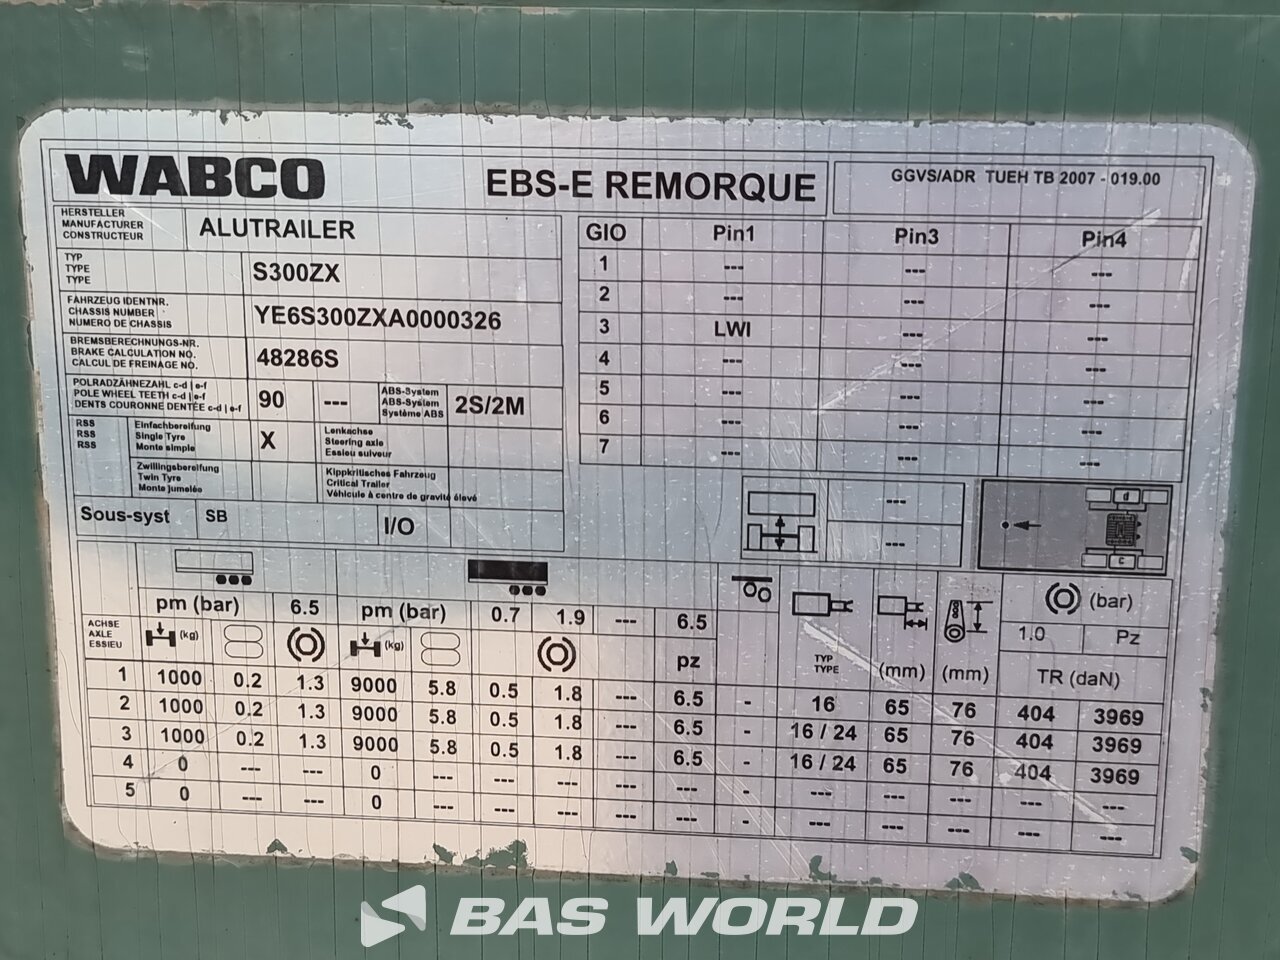 WABCO
EBS-E REMORQUE
GGVS/ADR TUEH TB 2007 - 019.00
HERSTELLER
MANUFACTURER
CONSTRUCTEUR
ALUTRAILER
TYP
TYPE
TYPE
S300ZX
FAHRZEUG IDENTNR.
CHASSIS NUMBER
NUMERO DE CHASSIS
YE6S300ZXA0000326
BREMSBERECHNUNGS-NR.
BRAKE CALCULATION NO.
CALCUL DE FREINAGE NO.
48286S
POLRADZÄHNEZAHL c-d | e-f
POLE WHEEL TEETH c-d | e-f
DENTS COURONNE DENTÉE c-d | e-f
90 ---
ABS-System
ABS-System
Système ABS
2S/2M
RSS
RSS
RSS
Einfachbereifung
Single Tyre
Monte simple
X
Lenkachse
Steering axle
Essieu suiveur
Zwillingsbereifung
Twin Tyre
Monte jumelée
Kippkritisches Fahrzeug
Critical Trailer
Véhicule à centre de gravité élevé
Sous-syst SB I/O
GIO Pin1 Pin3 Pin4
1 --- --- ---
2 --- --- ---
3 LWI --- ---
4 --- --- ---
5 --- --- ---
6 --- --- ---
7 --- --- ---
---
---
d
c
pm (bar) 6.5 pm (bar) 0.7 1.9 --- 6.5
ACHSE
AXLE
ESSIEU
(kg) (kg) pz
TYP
TYPE
(mm) (mm)
(bar)
1.0 Pz
TR (daN)
1 1000 0.2 1.3 9000 5.8 0.5 1.8 --- 6.5 - 16 65 76 404 3969
2 1000 0.2 1.3 9000 5.8 0.5 1.8 --- 6.5 - 16 / 24 65 76 404 3969
3 1000 0.2 1.3 9000 5.8 0.5 1.8 --- 6.5 - 16 / 24 65 76 404 3969
4 0 --- --- 0 --- --- --- --- --- - --- --- --- --- ---
5 0 --- --- 0 --- --- --- --- --- - --- --- --- --- ---
BAS WORLD